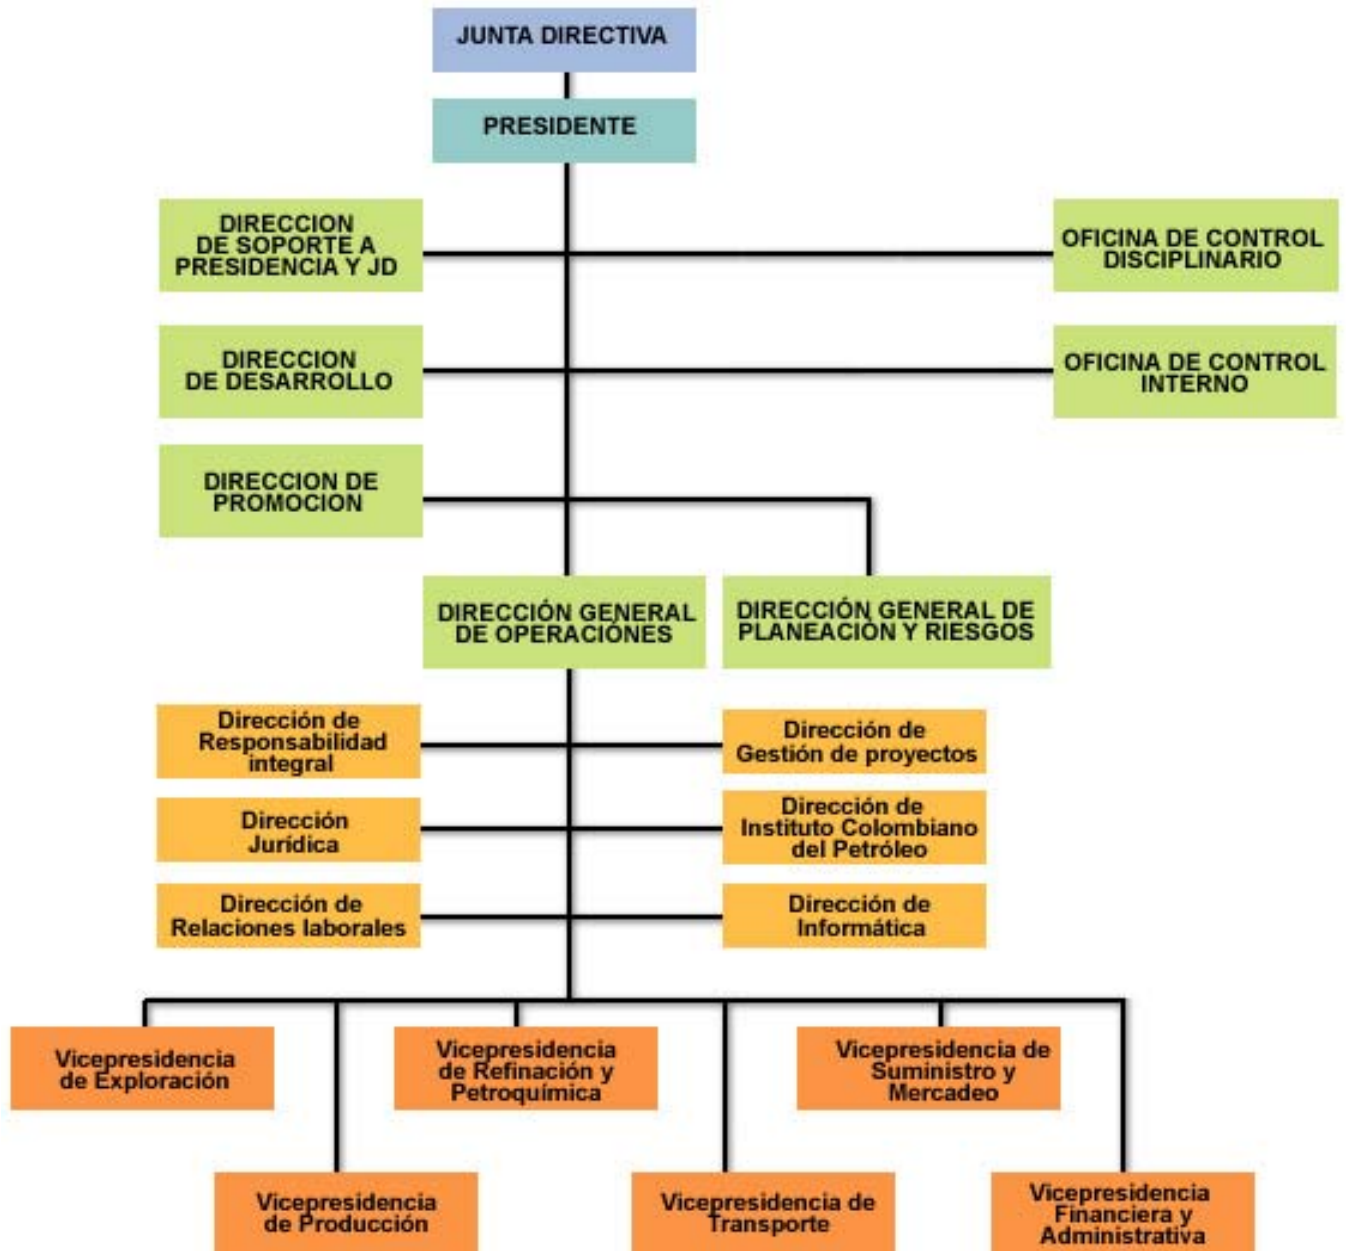 JUNTA DIRECTIVA
PRESIDENTE
DIRECCION
DE SOPORTE A
PRESIDENCIA Y JD
OFICINA DE CONTROL
DISCIPLINARIO
DIRECCION
DE DESARROLLO
OFICINA DE CONTROL
INTERNO
DIRECCION DE
PROMOCION
DIRECCIÓN GENERAL
DE OPERACIÓNES
DIRECCIÓN GENERAL DE
PLANEACIÓN Y RIESGOS
Dirección de
Responsabilidad
integral
Dirección de
Gestión de proyectos
Dirección
Jurídica
Dirección de
Instituto Colombiano
del Petróleo
Dirección de
Relaciones laborales
Dirección de
Informática
Vicepresidencia
de Exploración
Vicepresidencia
de Refinación y
Petroquímica
Vicepresidencia de
Suministro y
Mercadeo
Vicepresidencia
de Producción
Vicepresidencia de
Transporte
Vicepresidencia
Financiera y
Administrativa